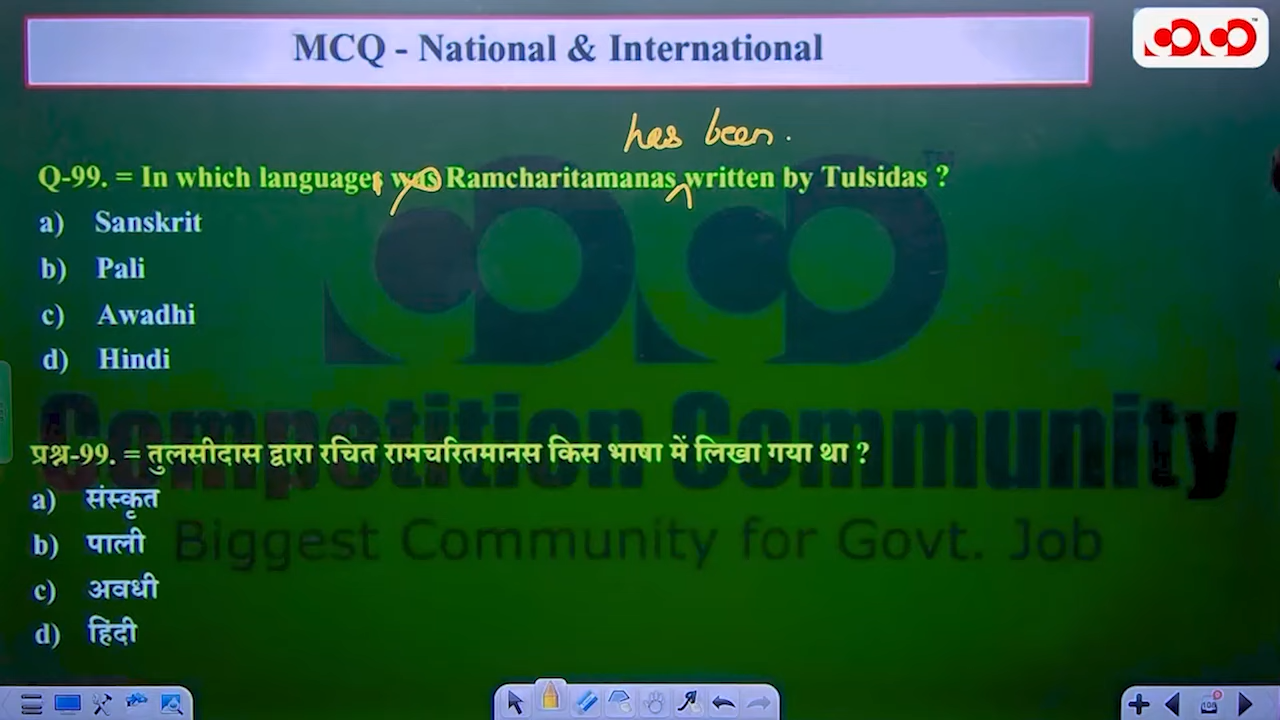 MCQ - National & International
has been.
Q-99. = In which language was Ramcharitamanas written by Tulsidas ?
a) Sanskrit
b) Pali
c) Awadhi
d) Hindi
Competition Community
प्रश्न-99. = तुलसीदास द्वारा रचित रामचरितमानस किस भाषा में लिखा गया था ?
a) संस्कृत
b) पाली
Biggest Community for Govt. Job
c) अवधी
d) हिंदी